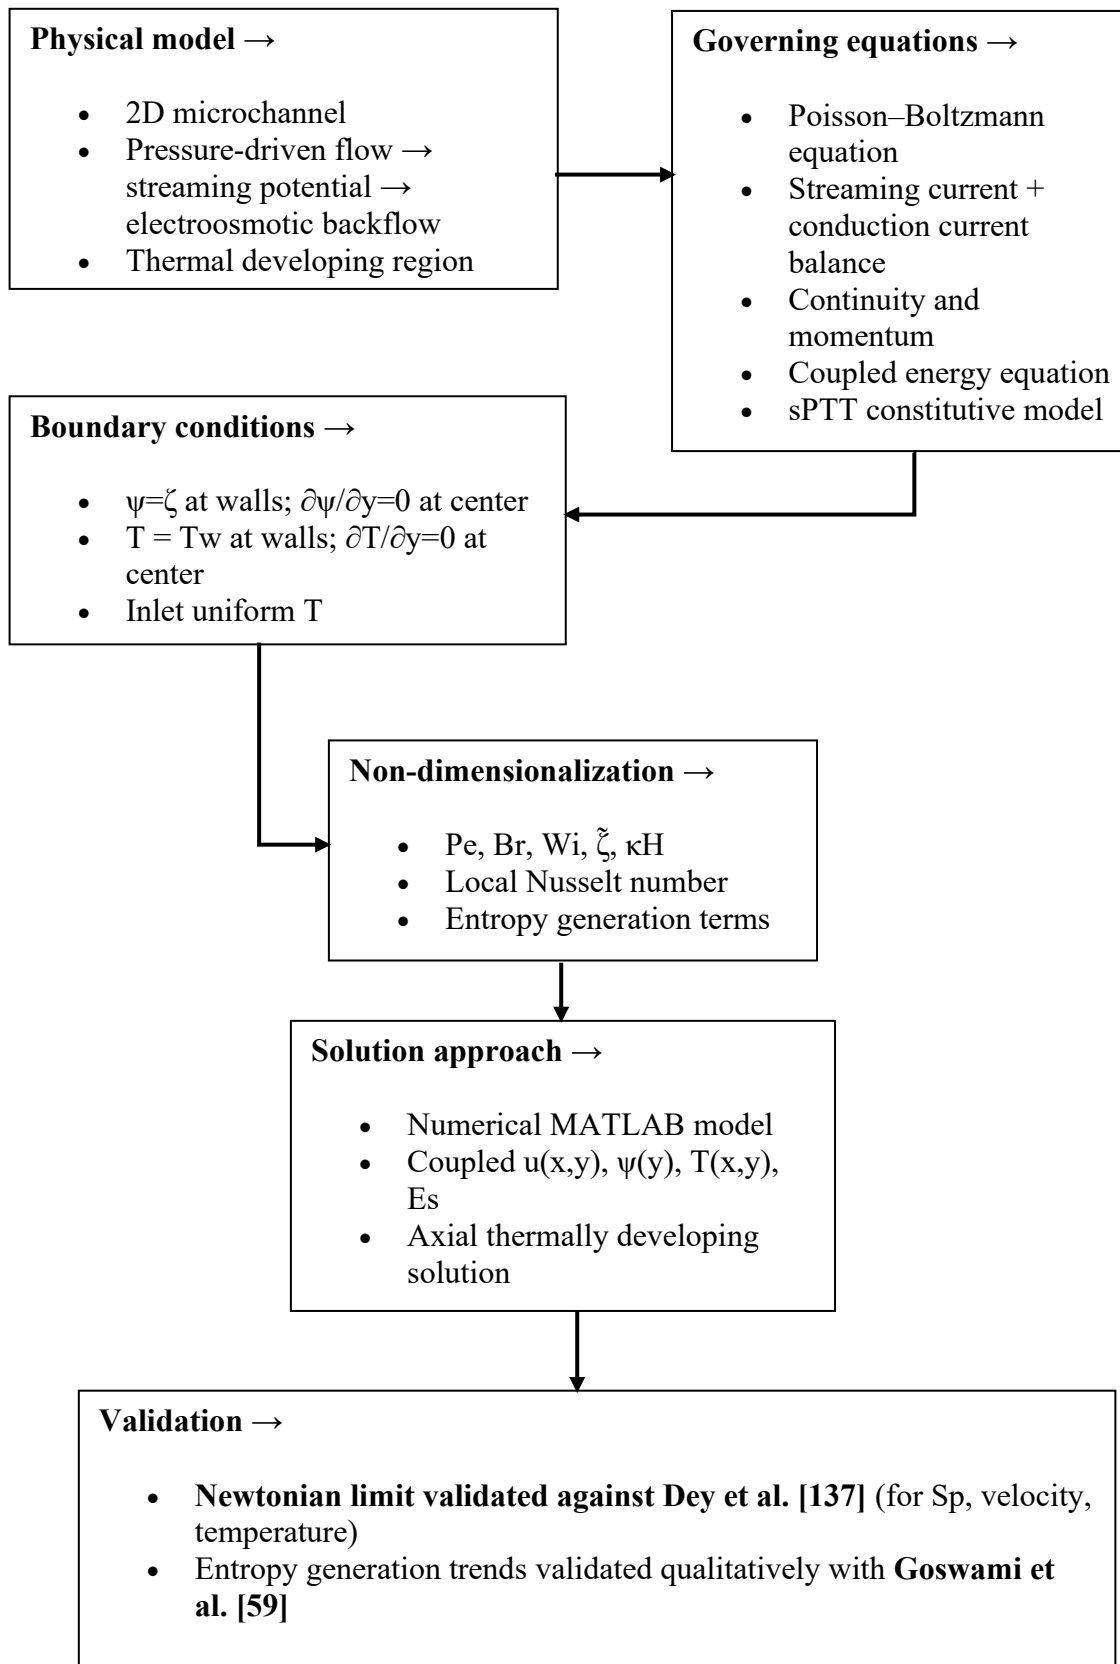 Physical model →
• 2D microchannel
• Pressure-driven flow →
streaming potential →
electroosmotic backflow
• Thermal developing region
Governing equations →
• Poisson–Boltzmann
equation
• Streaming current +
conduction current
balance
• Continuity and
momentum
• Coupled energy equation
• sPTT constitutive model
Boundary conditions →
• ψ=ζ at walls; ∂ψ/∂y=0 at center
• T = Tw at walls; ∂T/∂y=0 at
center
• Inlet uniform T
Non-dimensionalization →
• Pe, Br, Wi, ζ̃, κH
• Local Nusselt number
• Entropy generation terms
Solution approach →
• Numerical MATLAB model
• Coupled u(x,y), ψ(y), T(x,y),
Es
• Axial thermally developing
solution
Validation →
• Newtonian limit validated against Dey et al. [137] (for Sp, velocity,
temperature)
• Entropy generation trends validated qualitatively with Goswami et
al. [59]